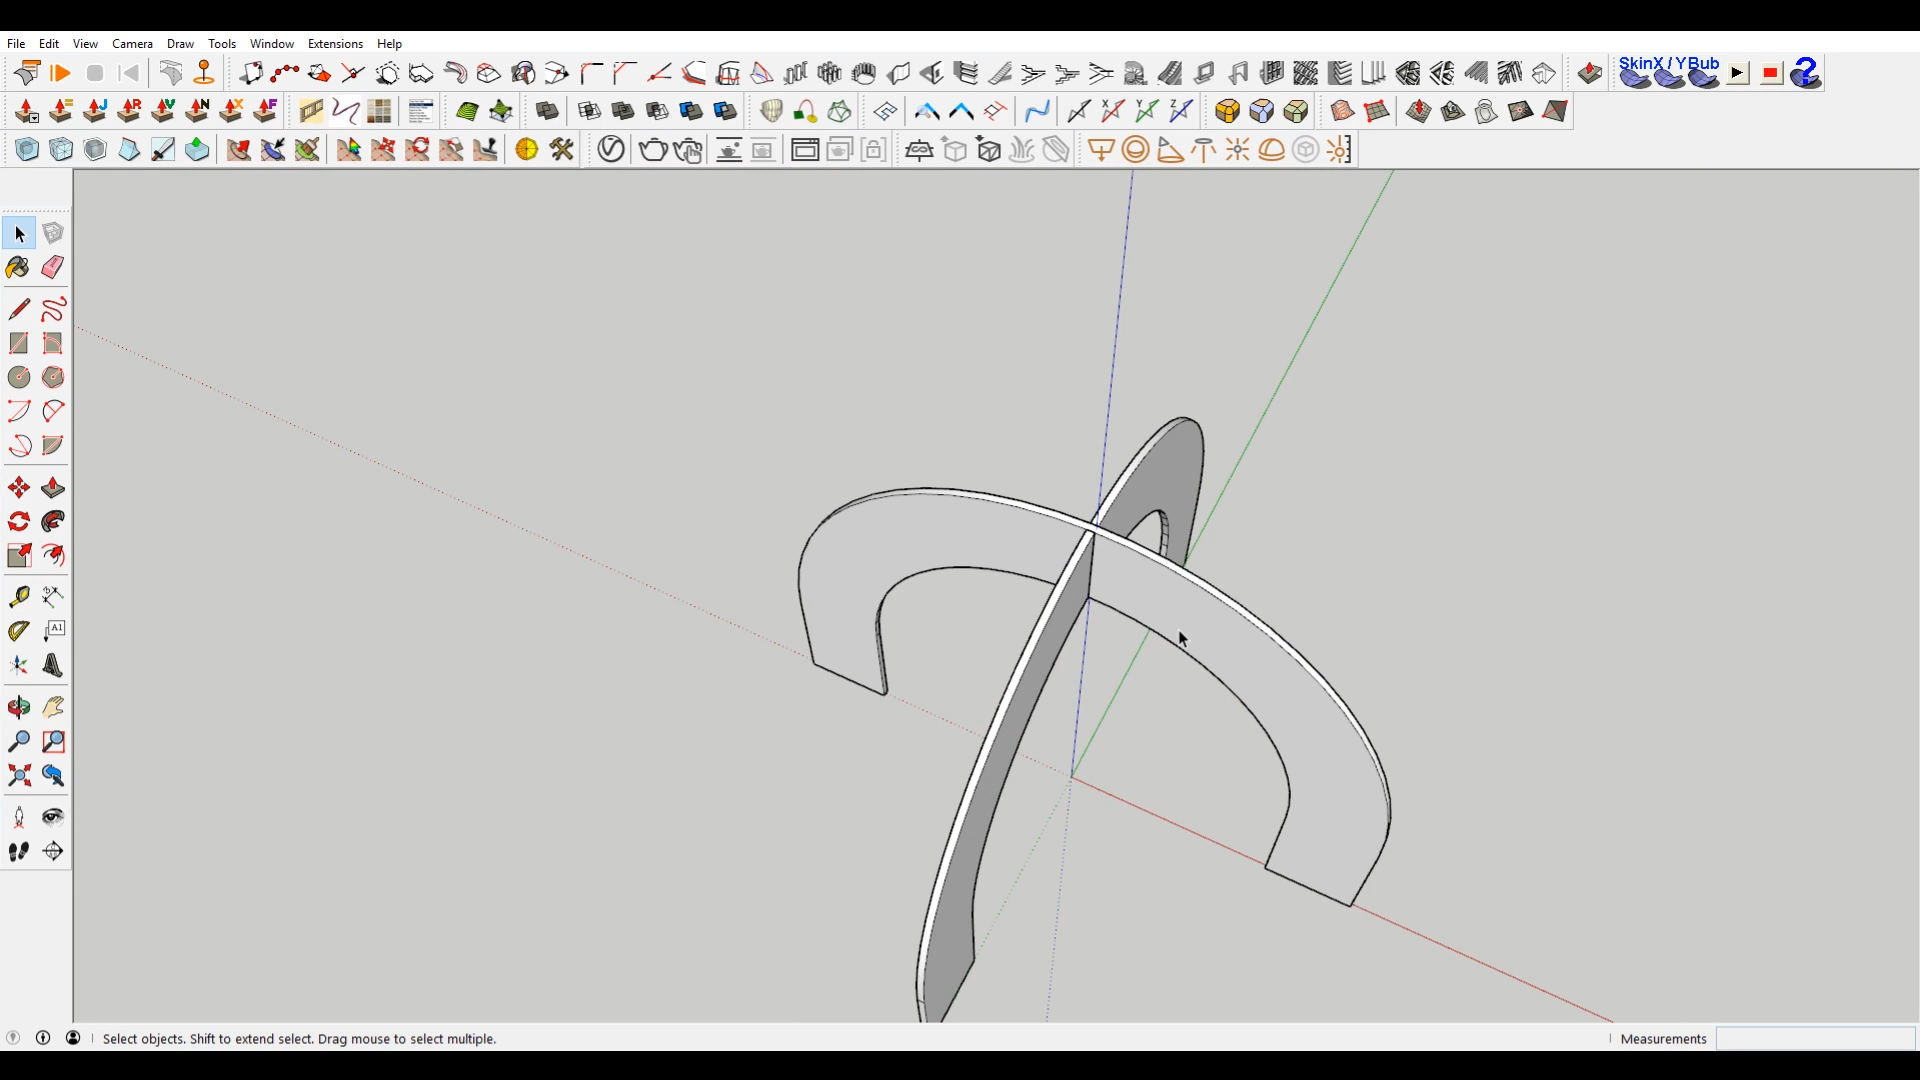 File Edit View Camera Draw Tools Window Extensions Help
SkinX / YBub
?
J R V N X F
X Y Z
A1
Select objects. Shift to extend select. Drag mouse to select multiple.
Measurements